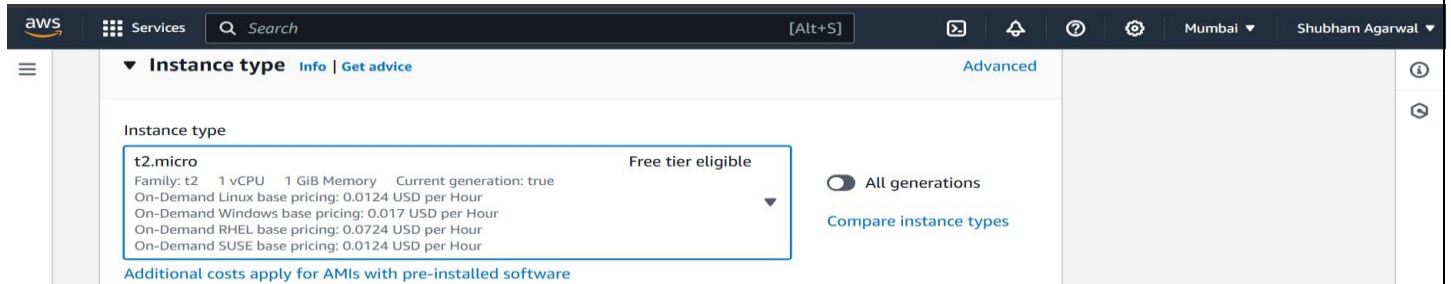 aws Services Search [Alt+S] Mumbai Shubham Agarwal
Instance type Info | Get advice Advanced
Instance type
t2.micro Free tier eligible
Family: t2 1 vCPU 1 GiB Memory Current generation: true
On-Demand Linux base pricing: 0.0124 USD per Hour
On-Demand Windows base pricing: 0.017 USD per Hour
On-Demand RHEL base pricing: 0.0724 USD per Hour
On-Demand SUSE base pricing: 0.0124 USD per Hour
All generations
Compare instance types
Additional costs apply for AMIs with pre-installed software